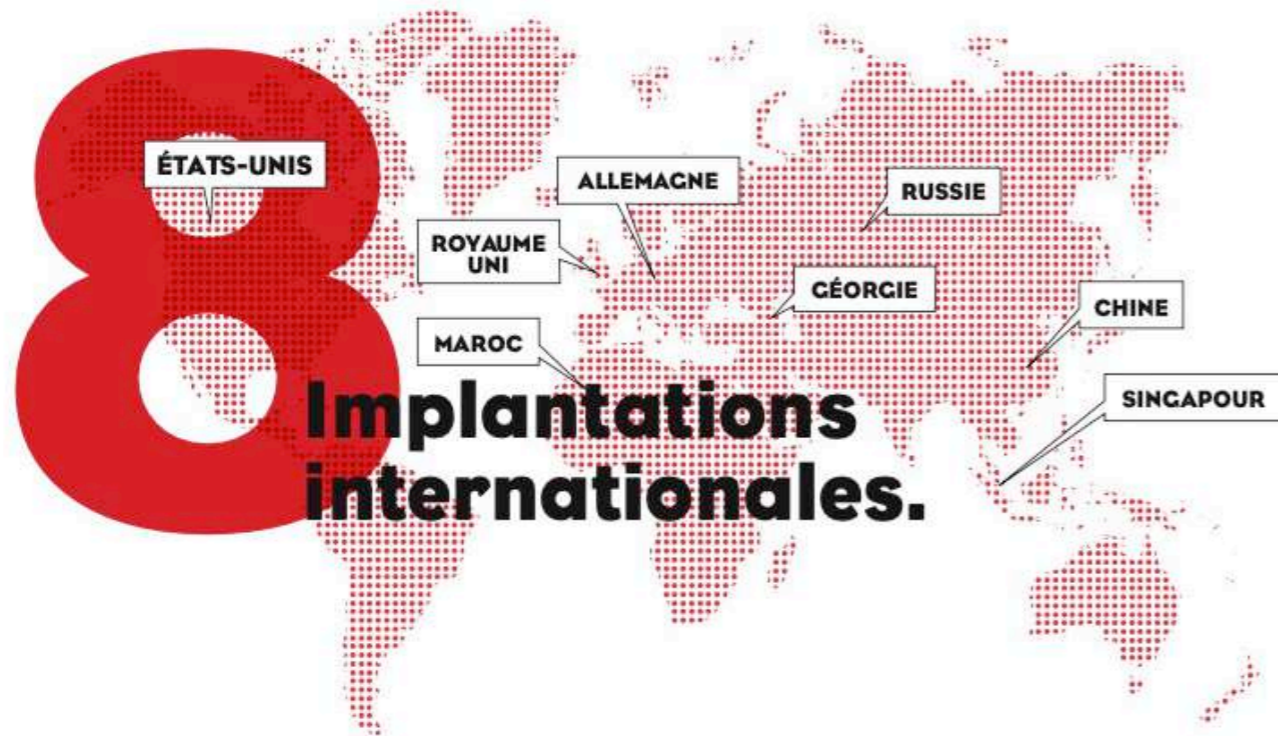 8
ÉTATS-UNIS
ALLEMAGNE
RUSSIE
ROYAUME
UNI
GÉORGIE
CHINE
MAROC
SINGAPOUR
Implantations
internationales.